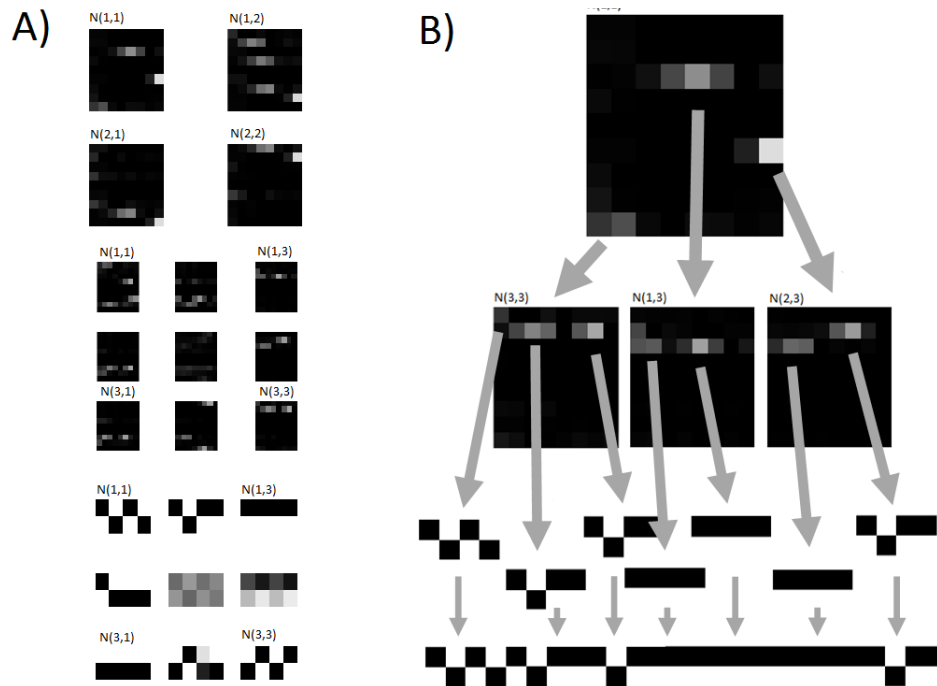 A)
N(1,1)
N(1,2)
N(2,1)
N(2,2)
N(1,1)
N(1,3)
N(3,1)
N(3,3)
N(1,1)
N(1,3)
N(3,1)
N(3,3)
B)
N(3,3)
N(1,3)
N(2,3)